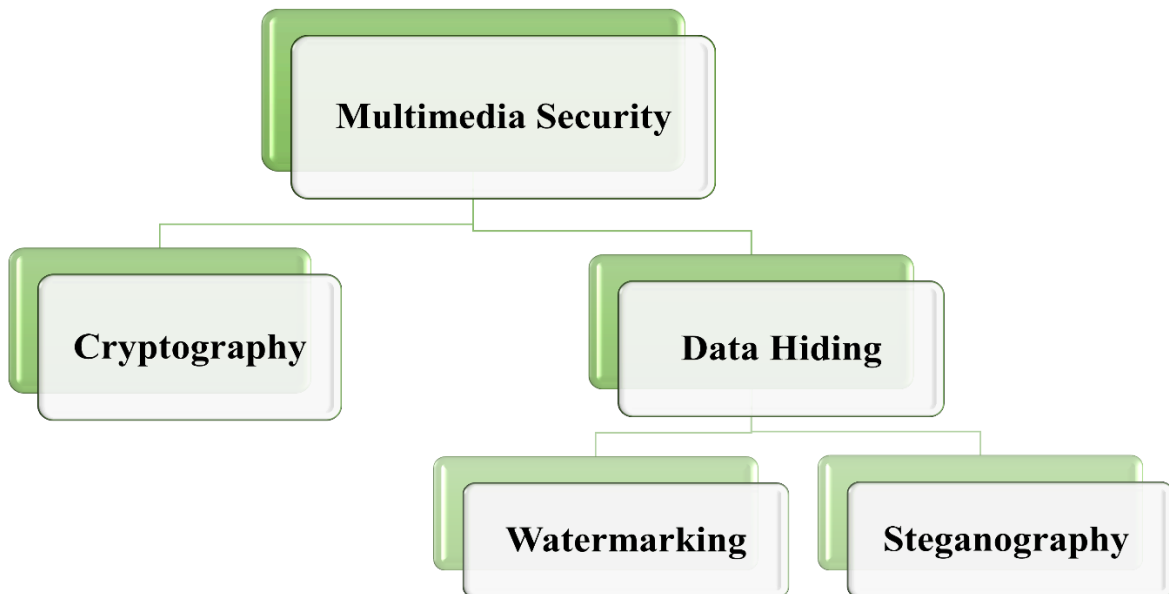 Multimedia Security
Cryptography
Data Hiding
Watermarking
Steganography